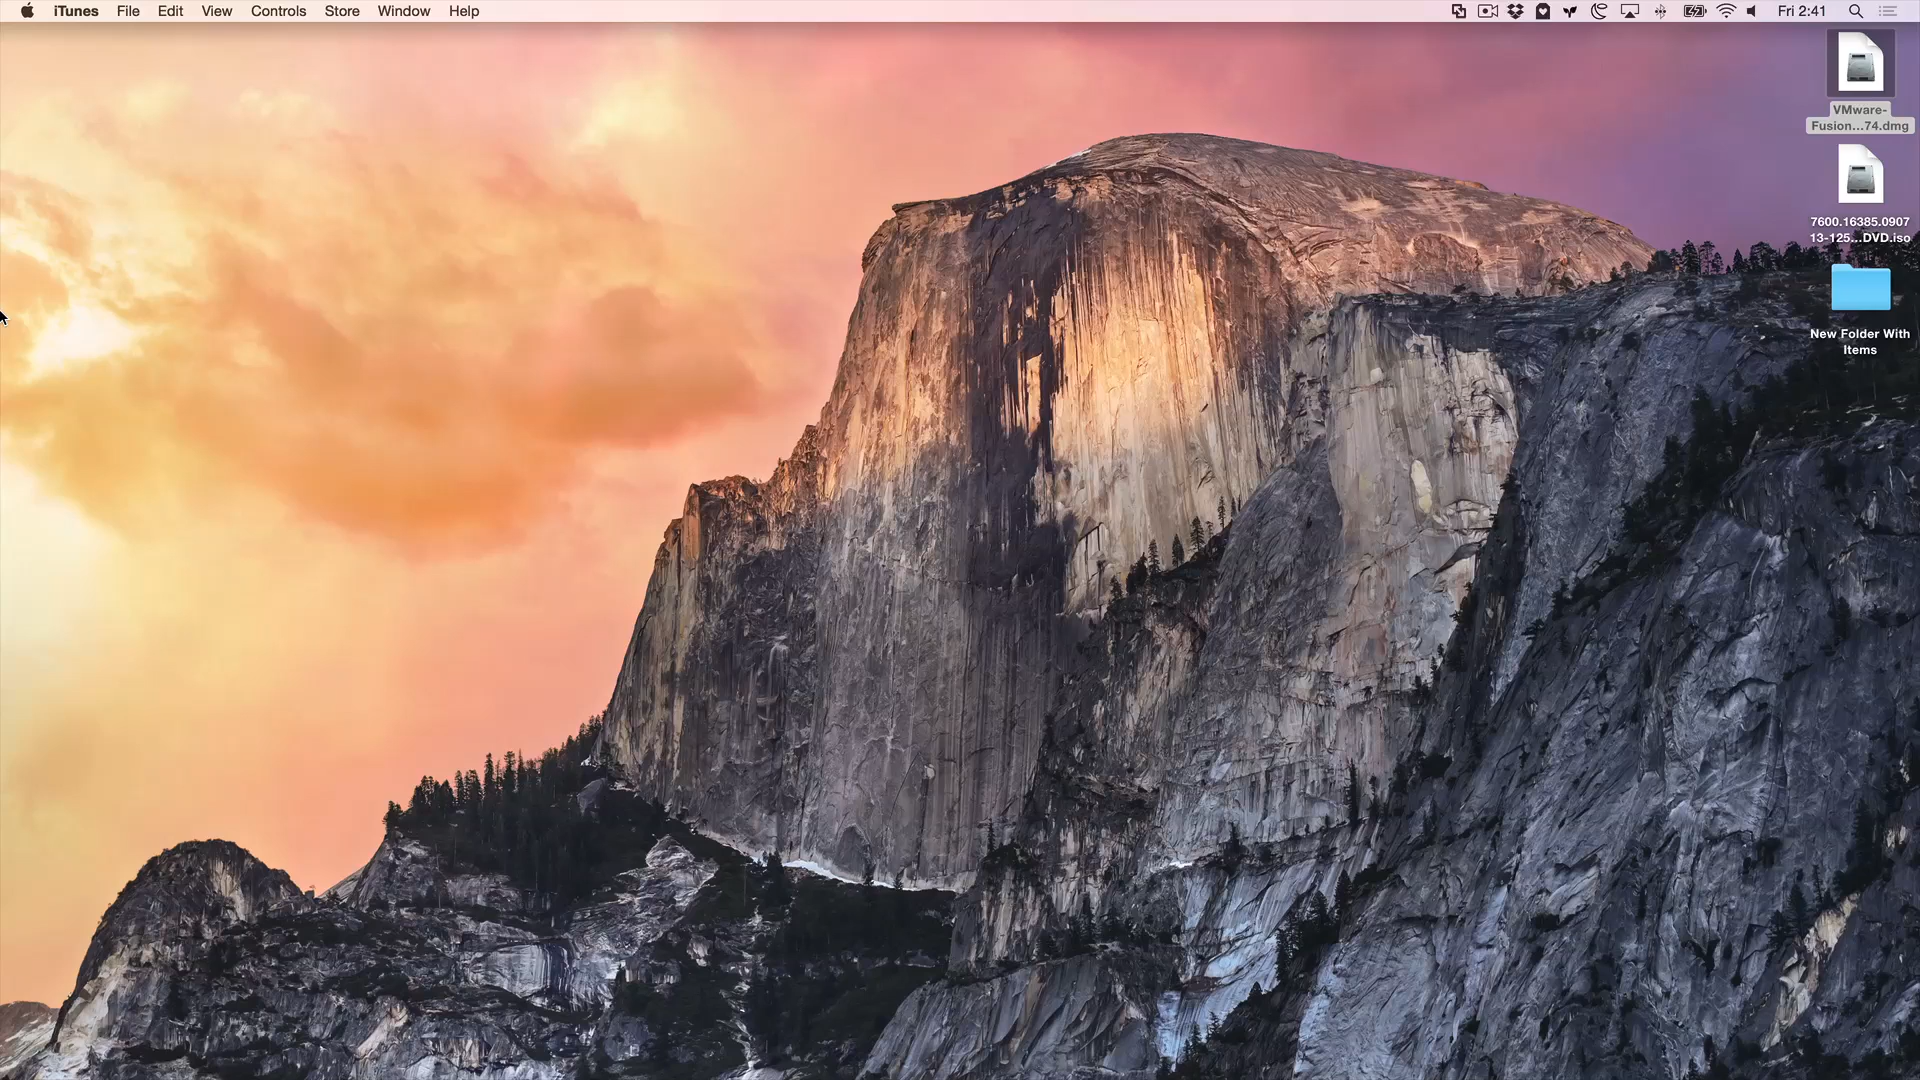 iTunes File Edit View Controls Store Window Help Fri 2:41
VMware-
Fusion...74.dmg
7600.16385.0907
13-125...DVD.iso
New Folder With
Items